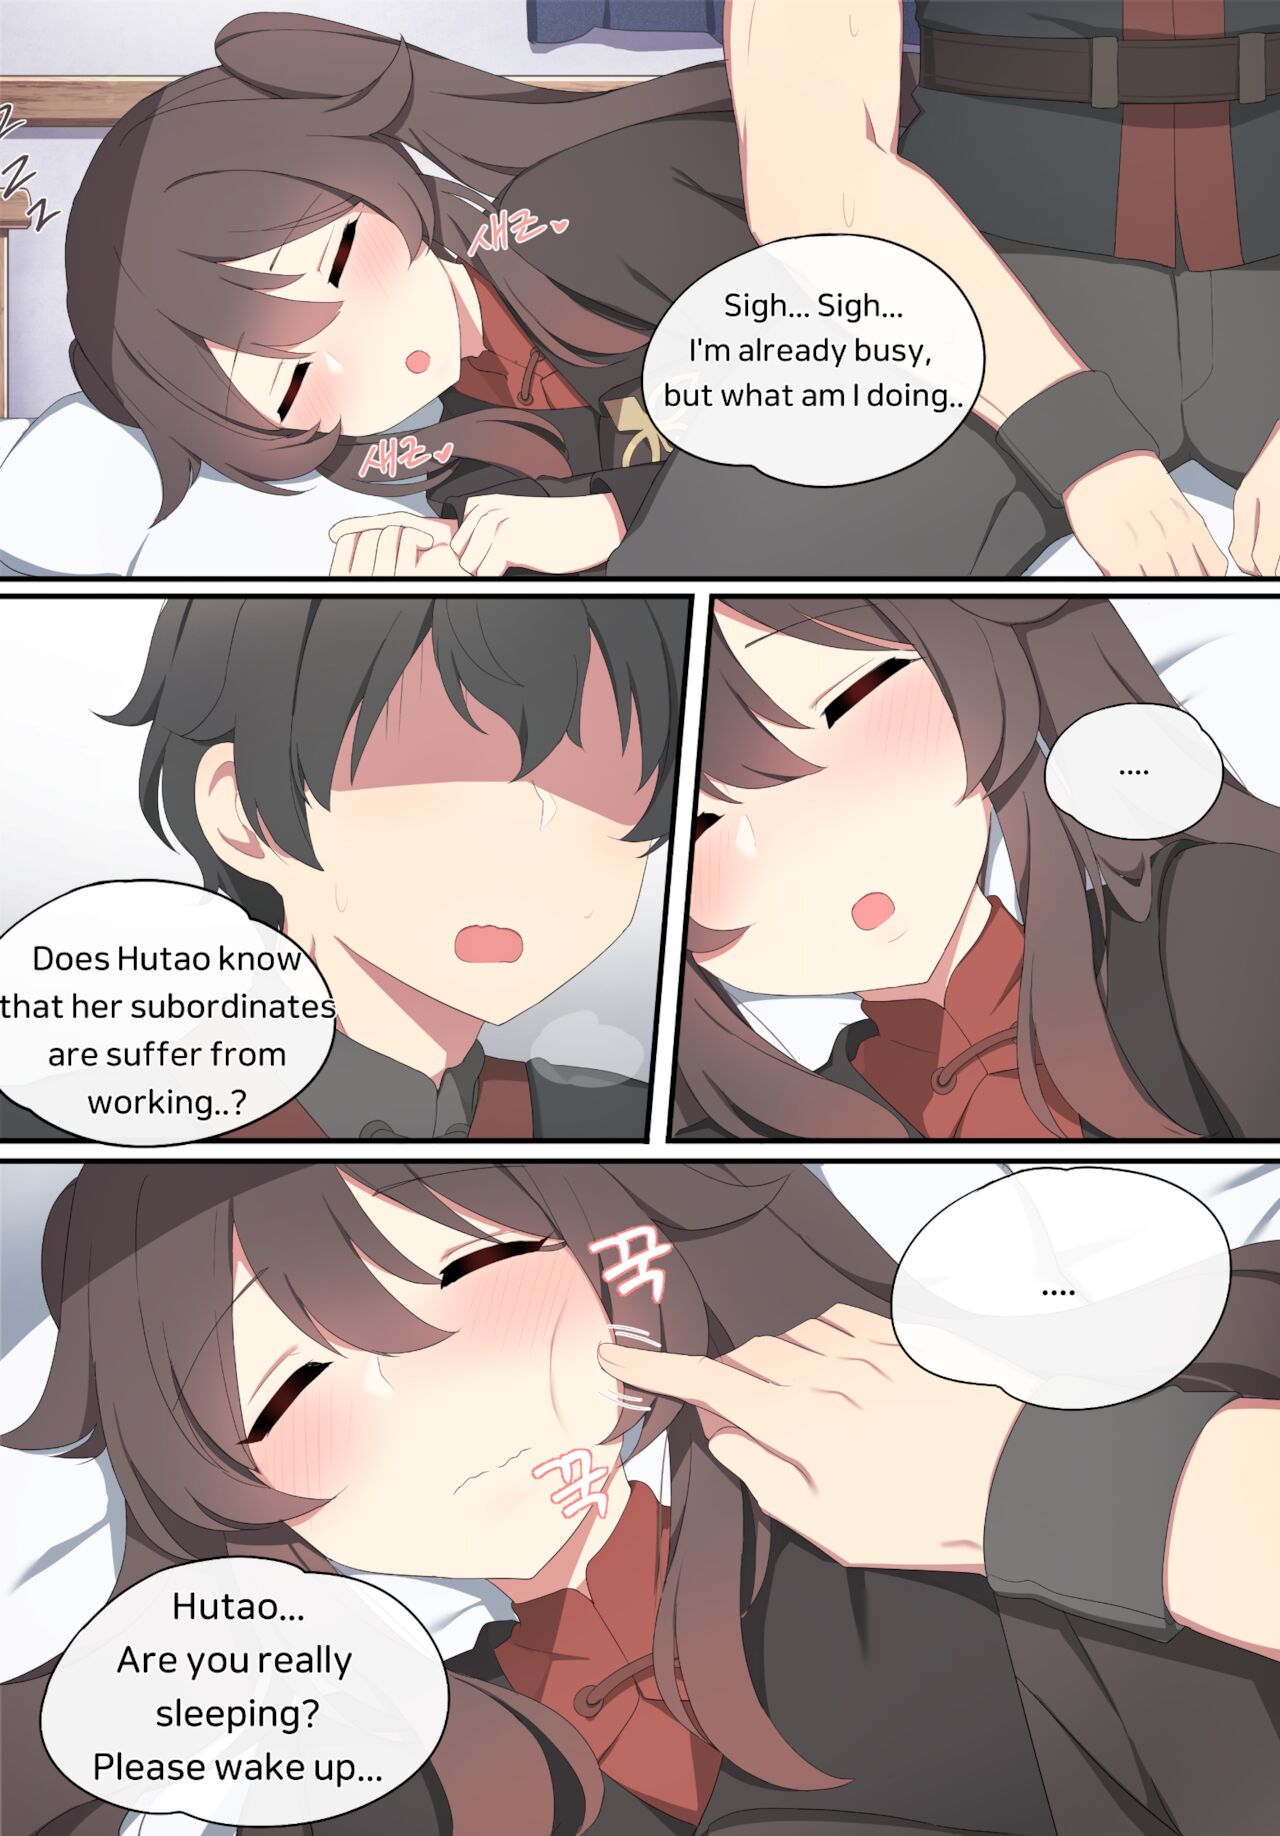 zzz
새근♥
Sigh... Sigh...
I'm already busy,
but what am I doing..
새근♥
Does Hutao know
that her subordinates
are suffer from
working..?
....
꾹
....
꾹
Hutao...
Are you really
sleeping?
Please wake up...